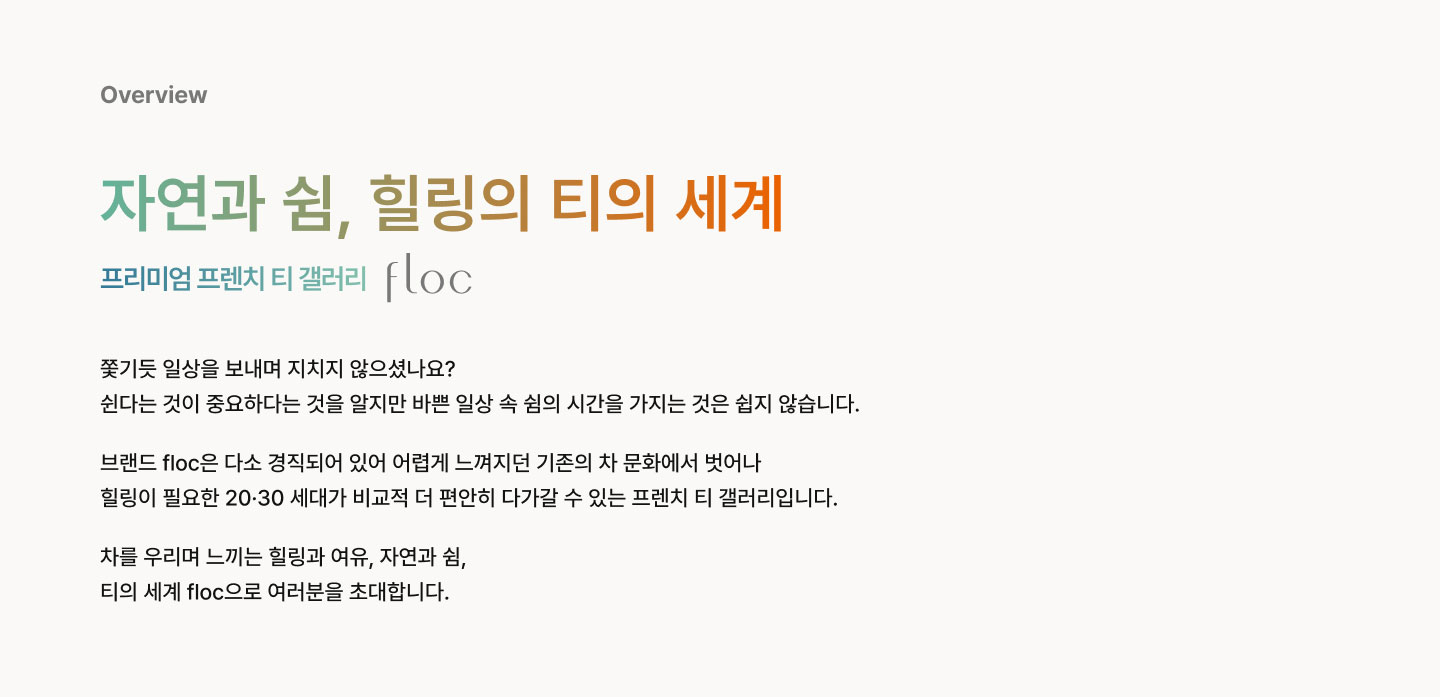 Overview
자연과 쉼, 힐링의 티의 세계
프리미엄 프렌치 티 갤러리 floc
쫓기듯 일상을 보내며 지치지 않으셨나요?
쉰다는 것이 중요하다는 것을 알지만 바쁜 일상 속 쉼의 시간을 가지는 것은 쉽지 않습니다.
브랜드 floc은 다소 경직되어 있어 어렵게 느껴지던 기존의 차 문화에서 벗어나
힐링이 필요한 20·30 세대가 비교적 더 편안히 다가갈 수 있는 프렌치 티 갤러리입니다.
차를 우리며 느끼는 힐링과 여유, 자연과 쉼,
티의 세계 floc으로 여러분을 초대합니다.